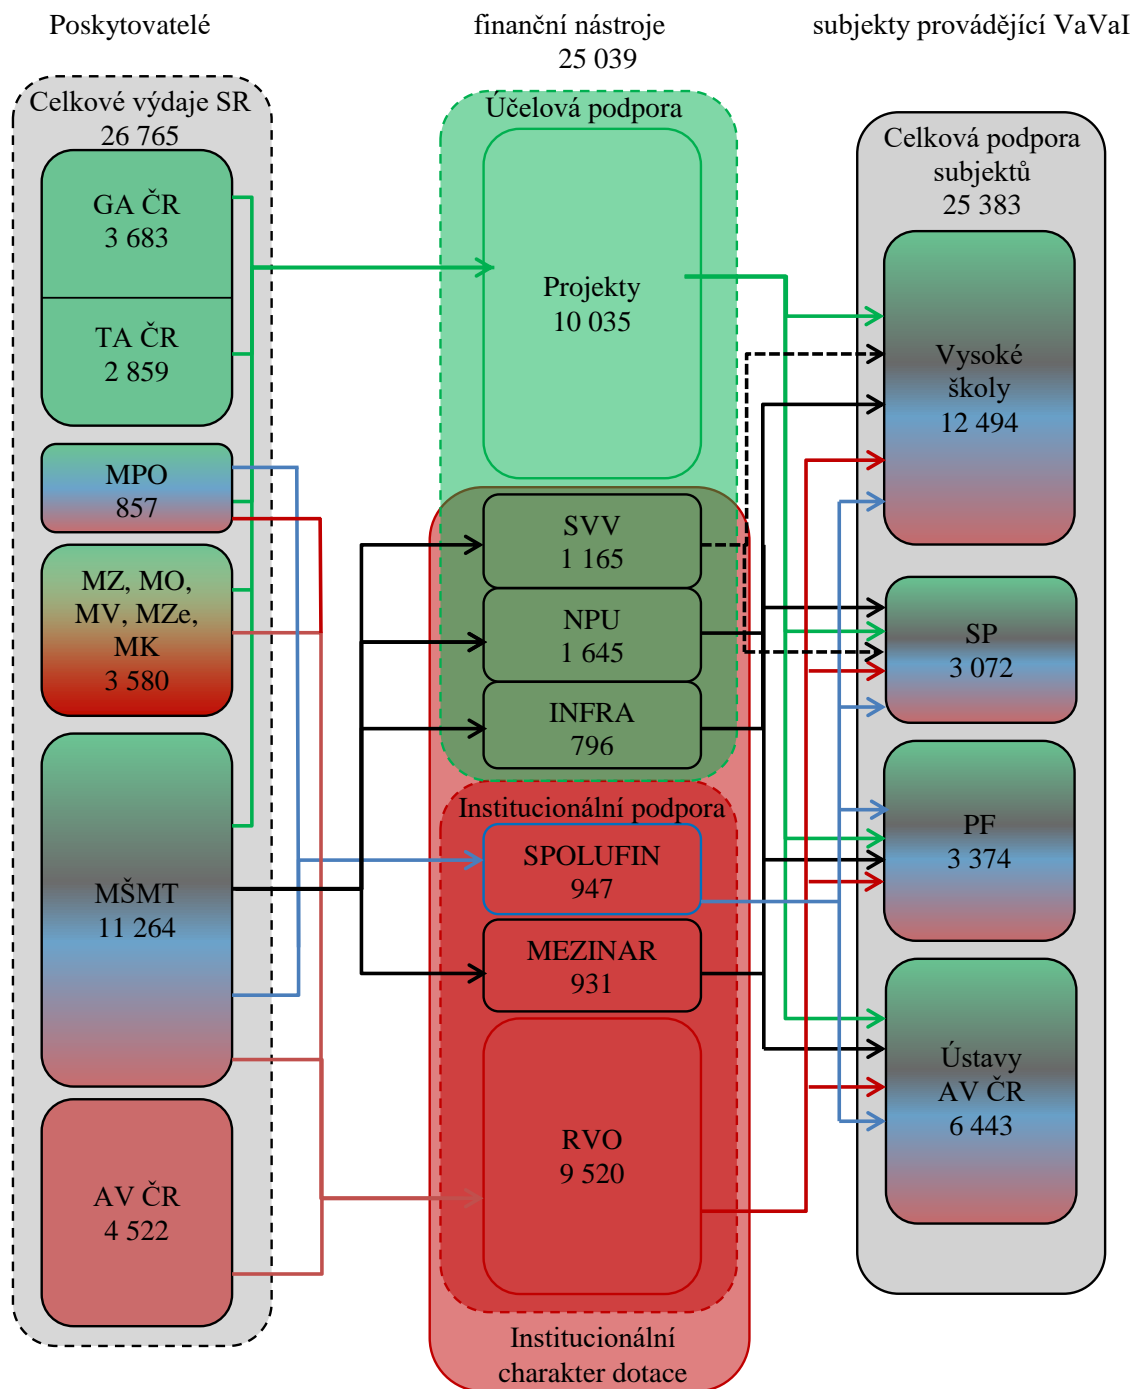 Poskytovatelé
Celkové výdaje SR
26 765
GA ČR
3 683
TA ČR
2 859
MPO
857
MZ, MO,
MV, MZe,
MK
3 580
MŠMT
11 264
AV ČR
4 522
finanční nástroje
25 039
Účelová podpora
Projekty
10 035
SVV
1 165
NPU
1 645
INFRA
796
Institucionální podpora
SPOLUFIN
947
MEZINAR
931
RVO
9 520
Institucionální
charakter dotace
subjekty provádějící VaVaI
Celková podpora
subjektů
25 383
Vysoké
školy
12 494
SP
3 072
PF
3 374
Ústavy
AV ČR
6 443